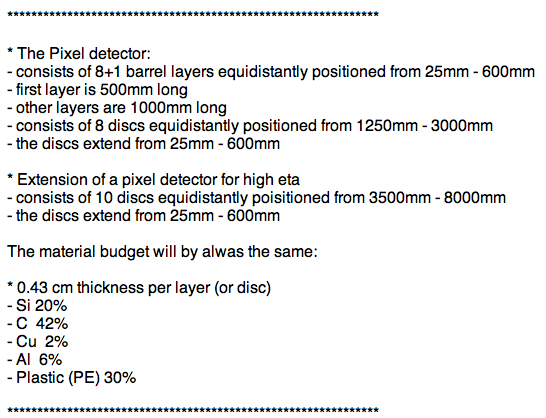 **********************************************************************
* The Pixel detector:
- consists of 8+1 barrel layers equidistantly positioned from 25mm - 600mm
- first layer is 500mm long
- other layers are 1000mm long
- consists of 8 discs equidistantly positioned from 1250mm - 3000mm
- the discs extend from 25mm - 600mm
* Extension of a pixel detector for high eta
- consists of 10 discs equidistantly poisitioned from 3500mm - 8000mm
- the discs extend from 25mm - 600mm
The material budget will by alwas the same:
* 0.43 cm thickness per layer (or disc)
- Si 20%
- C  42%
- Cu  2%
- Al  6%
- Plastic (PE) 30%
**********************************************************************